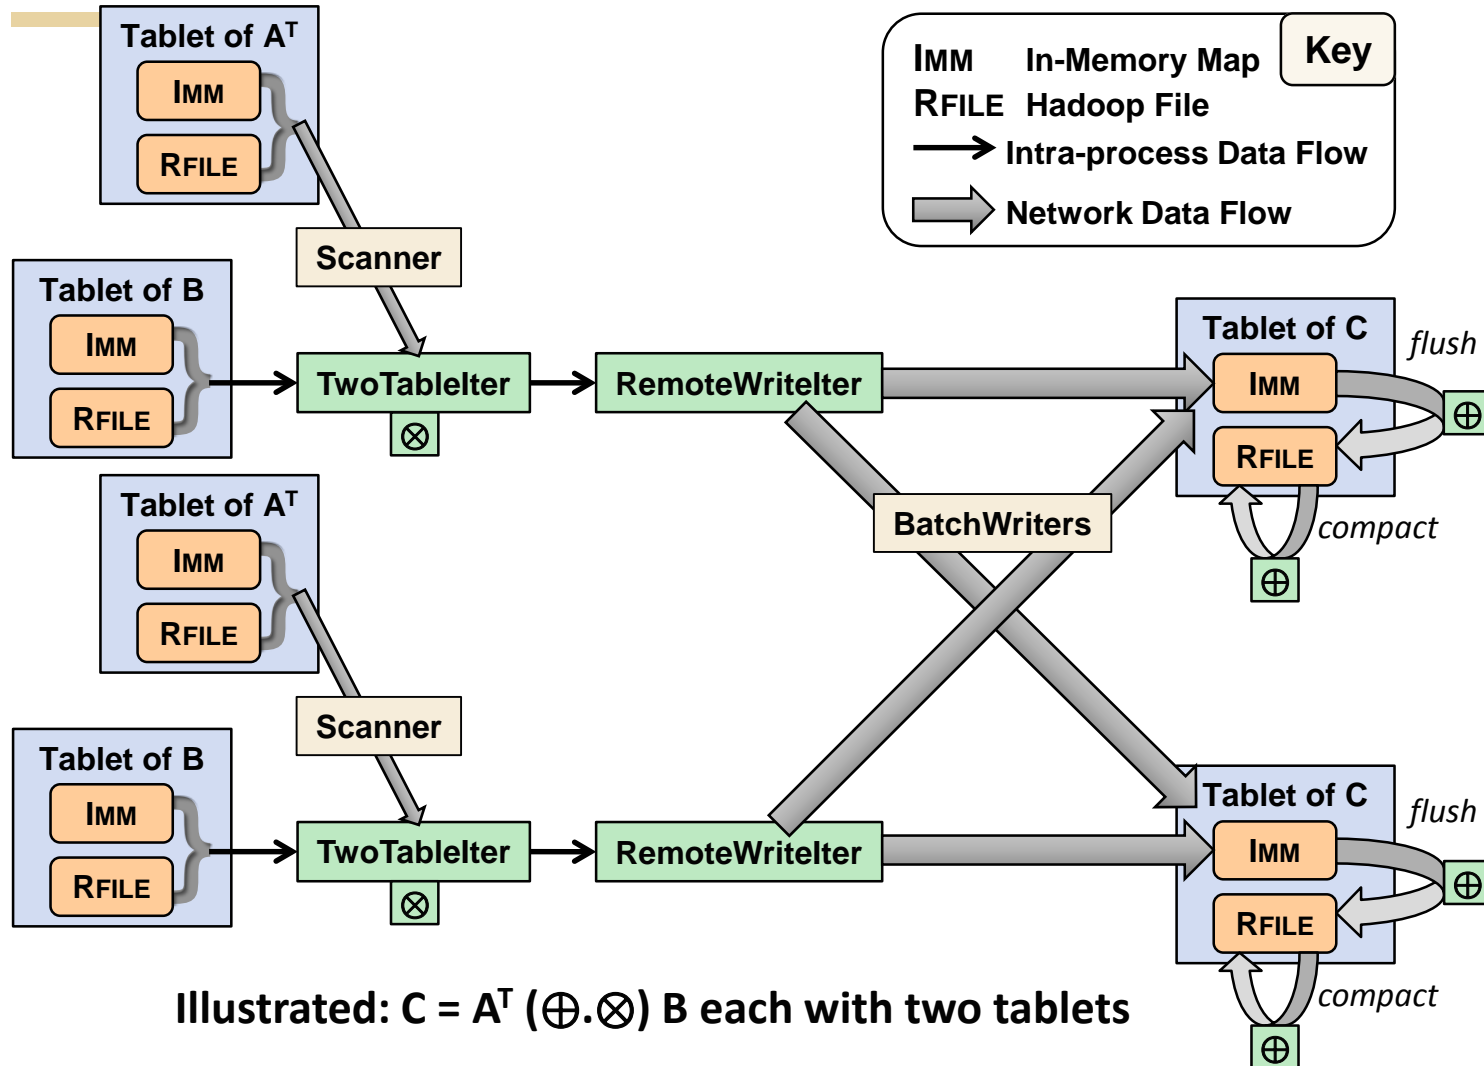 Tablet of Aᵀ
IMM
RFILE
Key
IMM In-Memory Map
RFILE Hadoop File
Intra-process Data Flow
Network Data Flow
Scanner
Tablet of B
IMM
RFILE
TwoTableIter
⊗
RemoteWriteIter
Tablet of C
IMM
RFILE
flush
⊕
compact
⊕
BatchWriters
Tablet of Aᵀ
IMM
RFILE
Scanner
Tablet of B
IMM
RFILE
TwoTableIter
⊗
RemoteWriteIter
Tablet of C
IMM
RFILE
flush
⊕
compact
⊕
Illustrated: C = Aᵀ (⊕.⊗) B each with two tablets